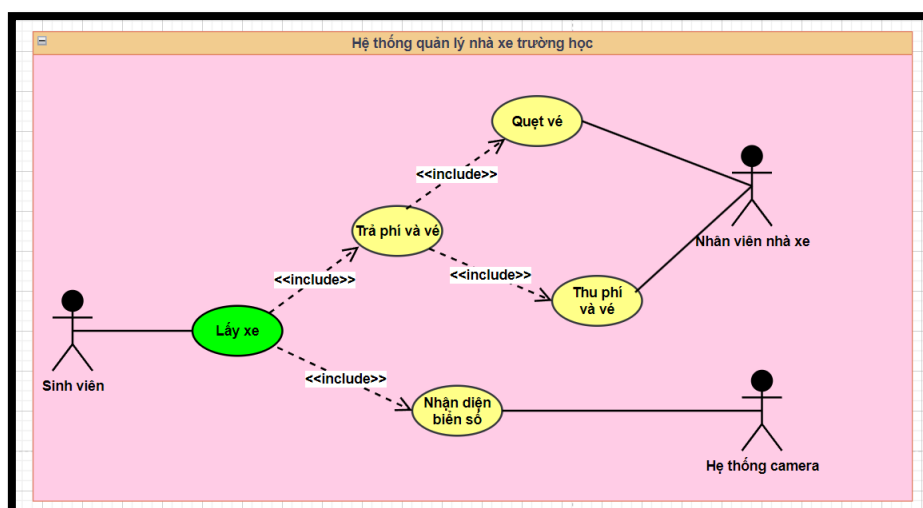 Hệ thống quản lý nhà xe trường học
Quẹt vé
<<include>>
Trả phí và vé
Nhân viên nhà xe
<<include>>
<<include>>
Thu phí
và vé
Lấy xe
Sinh viên
<<include>>
Nhận diện
biển số
Hệ thống camera